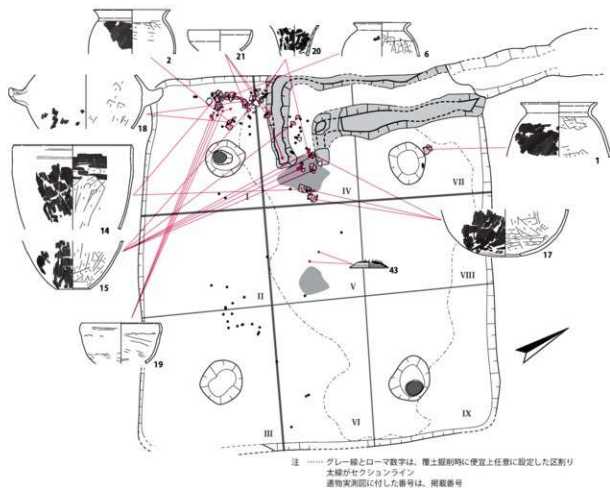 2
21
20
6
18
1
I
IV
VII
14
17
15
43
II
V
VIII
19
III
VI
IX
注 …… グレー線とローマ数字は、覆土掘削時に便宜上任意に設定した区割り
太線がセクションライン
遺物実測図に付した番号は、掲載番号